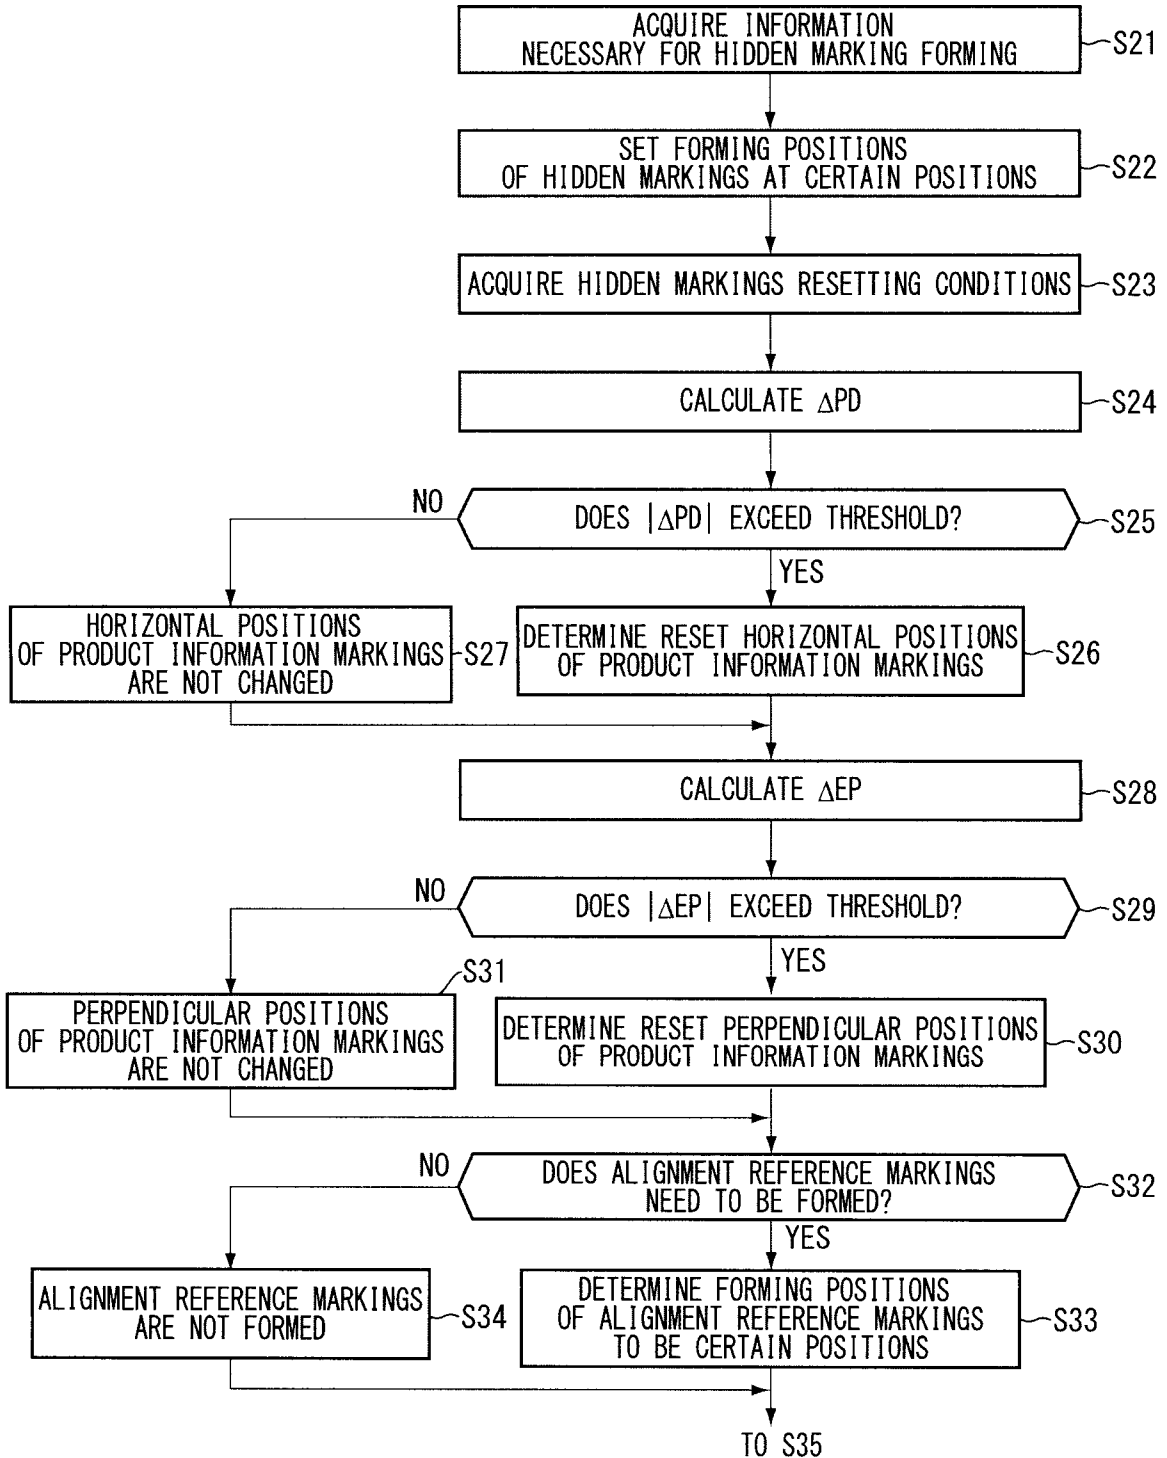 ACQUIRE INFORMATION
NECESSARY FOR HIDDEN MARKING FORMING
S21
SET FORMING POSITIONS
OF HIDDEN MARKINGS AT CERTAIN POSITIONS
S22
ACQUIRE HIDDEN MARKINGS RESETTING CONDITIONS
S23
CALCULATE ΔPD
S24
NO
DOES |ΔPD| EXCEED THRESHOLD?
S25
YES
HORIZONTAL POSITIONS
OF PRODUCT INFORMATION MARKINGS
ARE NOT CHANGED
S27
DETERMINE RESET HORIZONTAL POSITIONS
OF PRODUCT INFORMATION MARKINGS
S26
CALCULATE ΔEP
S28
NO
DOES |ΔEP| EXCEED THRESHOLD?
S29
YES
S31
PERPENDICULAR POSITIONS
OF PRODUCT INFORMATION MARKINGS
ARE NOT CHANGED
DETERMINE RESET PERPENDICULAR POSITIONS
OF PRODUCT INFORMATION MARKINGS
S30
NO
DOES ALIGNMENT REFERENCE MARKINGS
NEED TO BE FORMED?
S32
YES
ALIGNMENT REFERENCE MARKINGS
ARE NOT FORMED
S34
DETERMINE FORMING POSITIONS
OF ALIGNMENT REFERENCE MARKINGS
TO BE CERTAIN POSITIONS
S33
TO S35